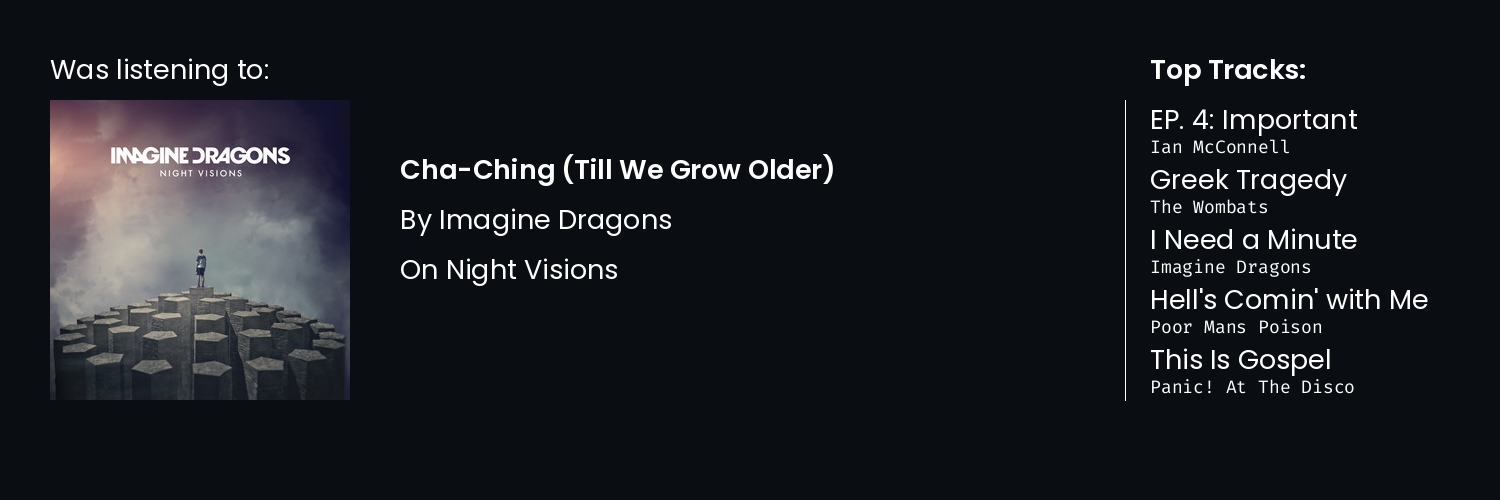 Was listening to:
IMAGINE DRAGONS
NIGHT VISIONS
Cha-Ching (Till We Grow Older)
By Imagine Dragons
On Night Visions
Top Tracks:
EP. 4: Important
Ian McConnell
Greek Tragedy
The Wombats
I Need a Minute
Imagine Dragons
Hell's Comin' with Me
Poor Mans Poison
This Is Gospel
Panic! At The Disco